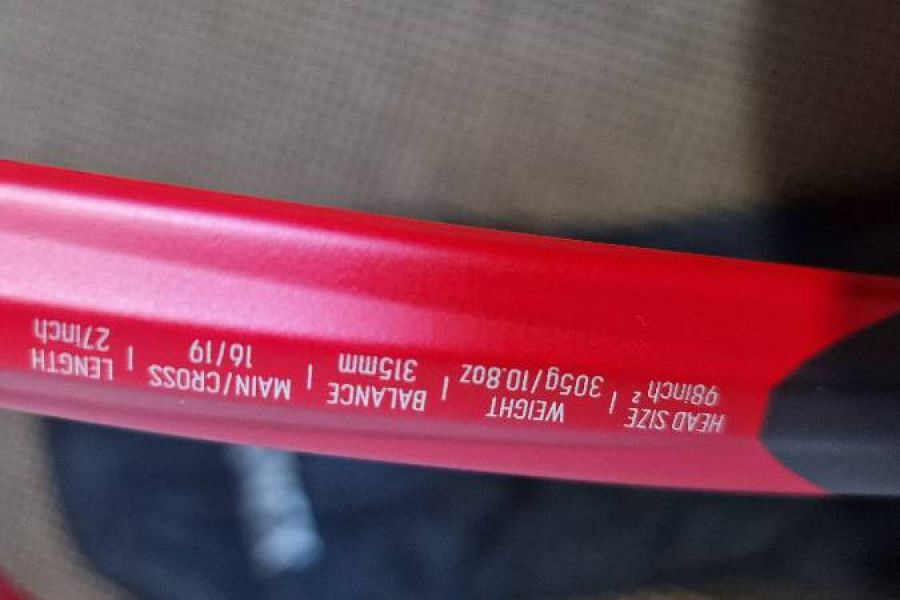 HEAD SIZE | WEIGHT | BALANCE | MAIN/CROSS | LENGTH
98inch² 305g/10.8oz 315mm 16/19 27inch